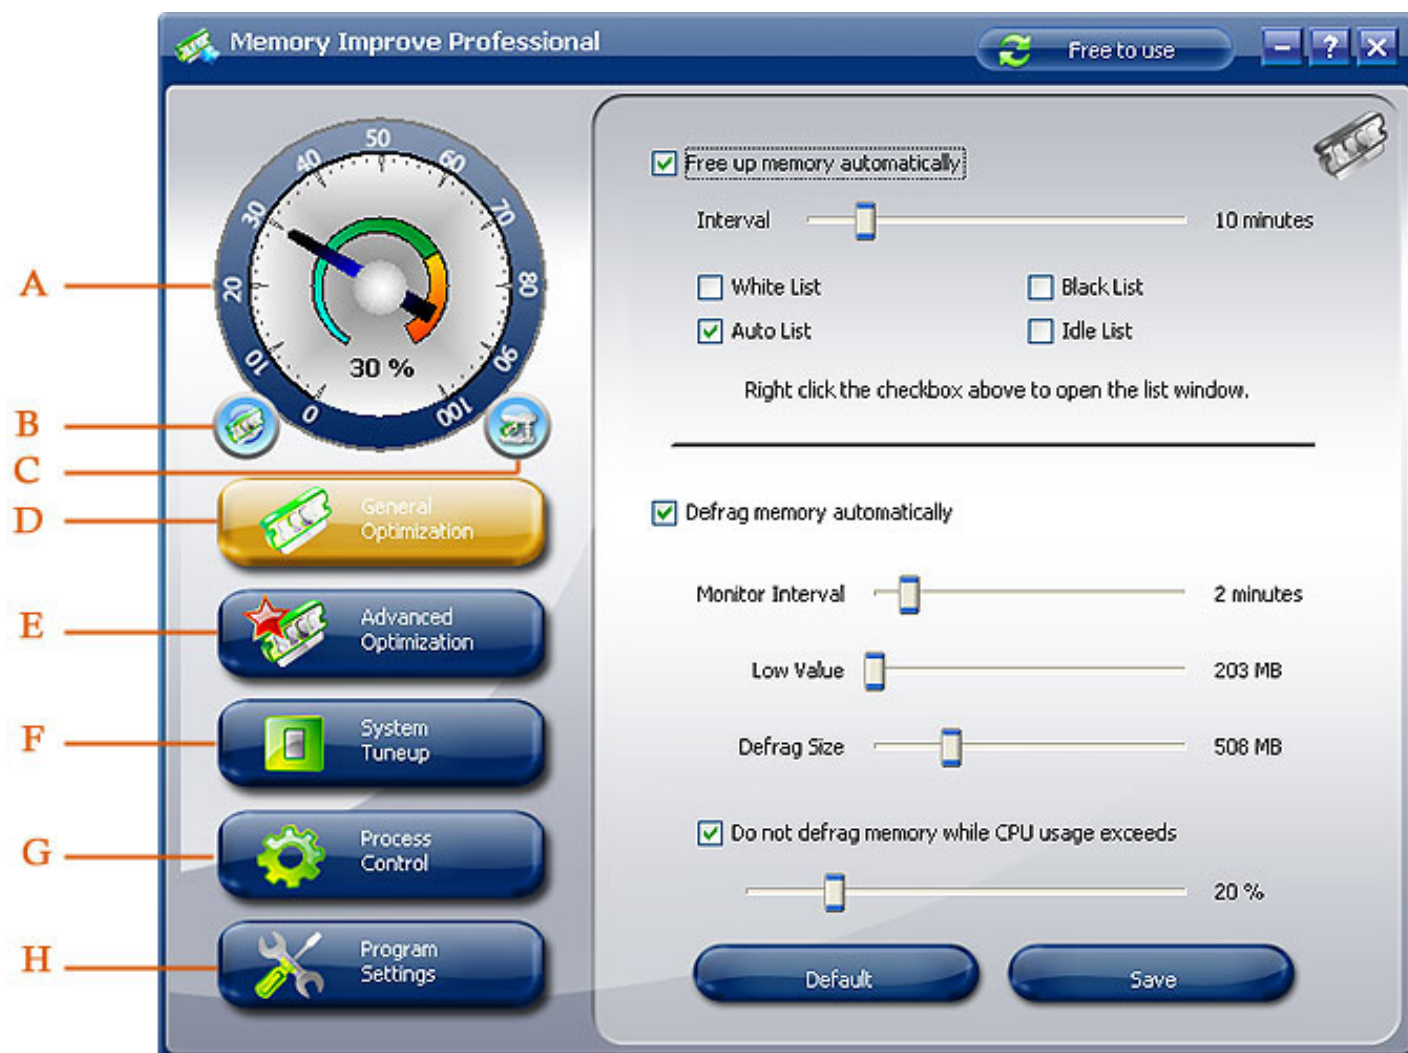 Memory Improve Professional
Free to use
?
A
B
C
D
E
F
G
H
0
10
20
30
40
50
60
70
80
90
100
30 %
General
Optimization
Advanced
Optimization
System
Tuneup
Process
Control
Program
Settings
Free up memory automatically
Interval 10 minutes
White List Black List
Auto List Idle List
Right click the checkbox above to open the list window.
Defrag memory automatically
Monitor Interval 2 minutes
Low Value 203 MB
Defrag Size 508 MB
Do not defrag memory while CPU usage exceeds
20 %
Default Save